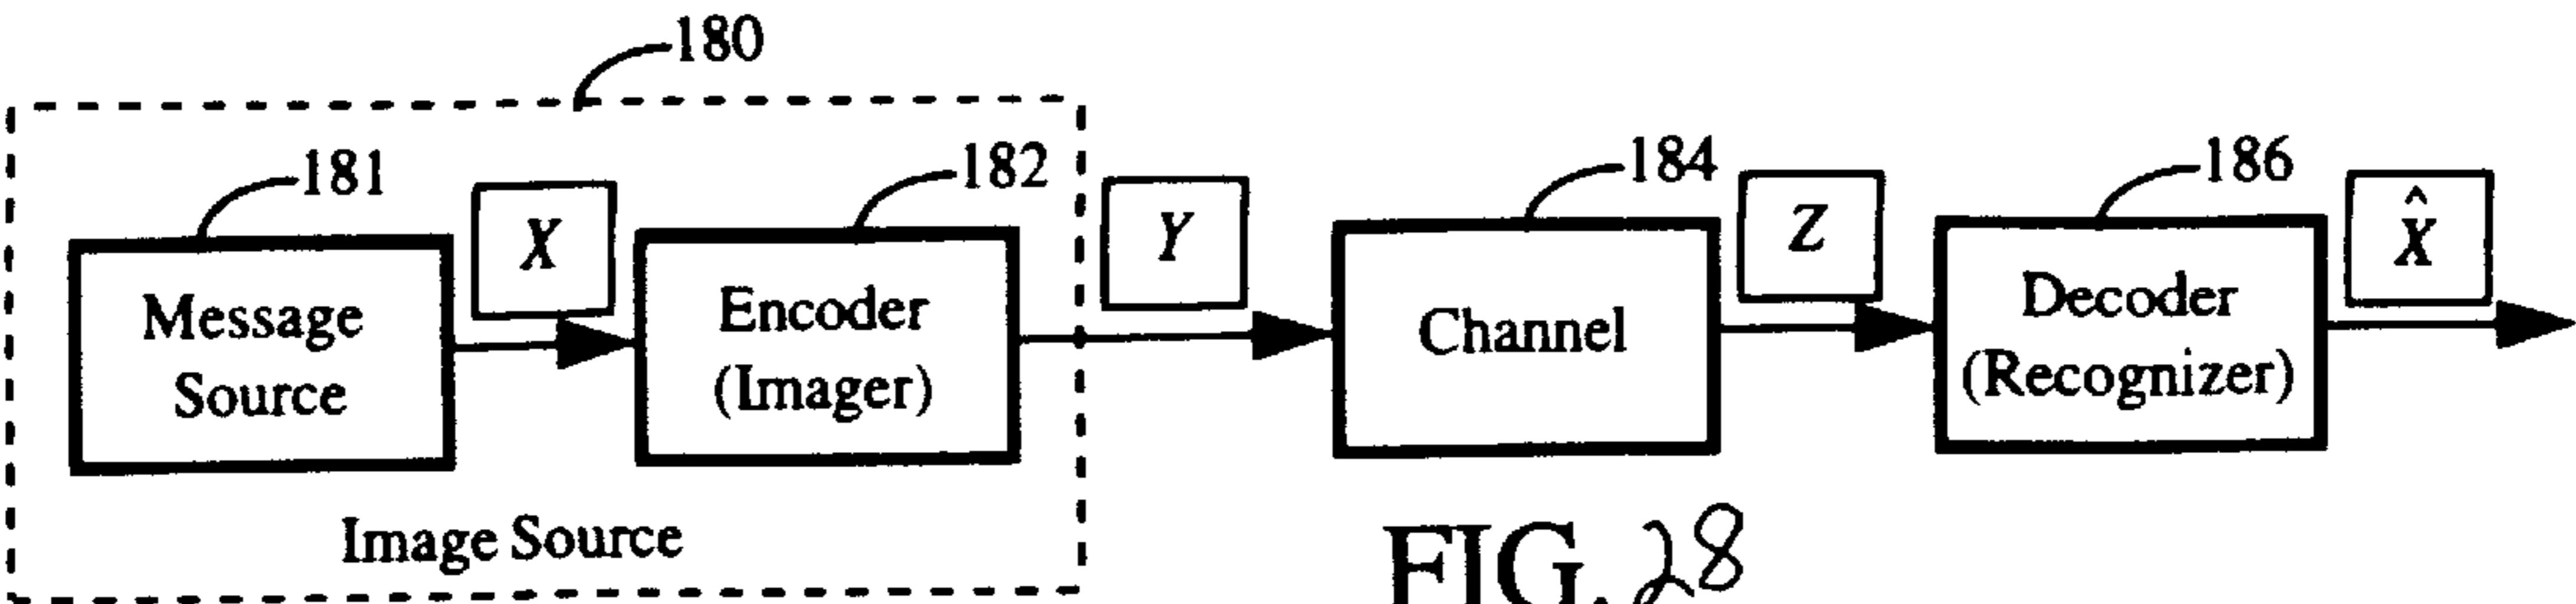 180
181
X
182
Y
184
Z
186
X̂
Message
Source
Encoder
(Imager)
Channel
Decoder
(Recognizer)
Image Source
FIG. 28